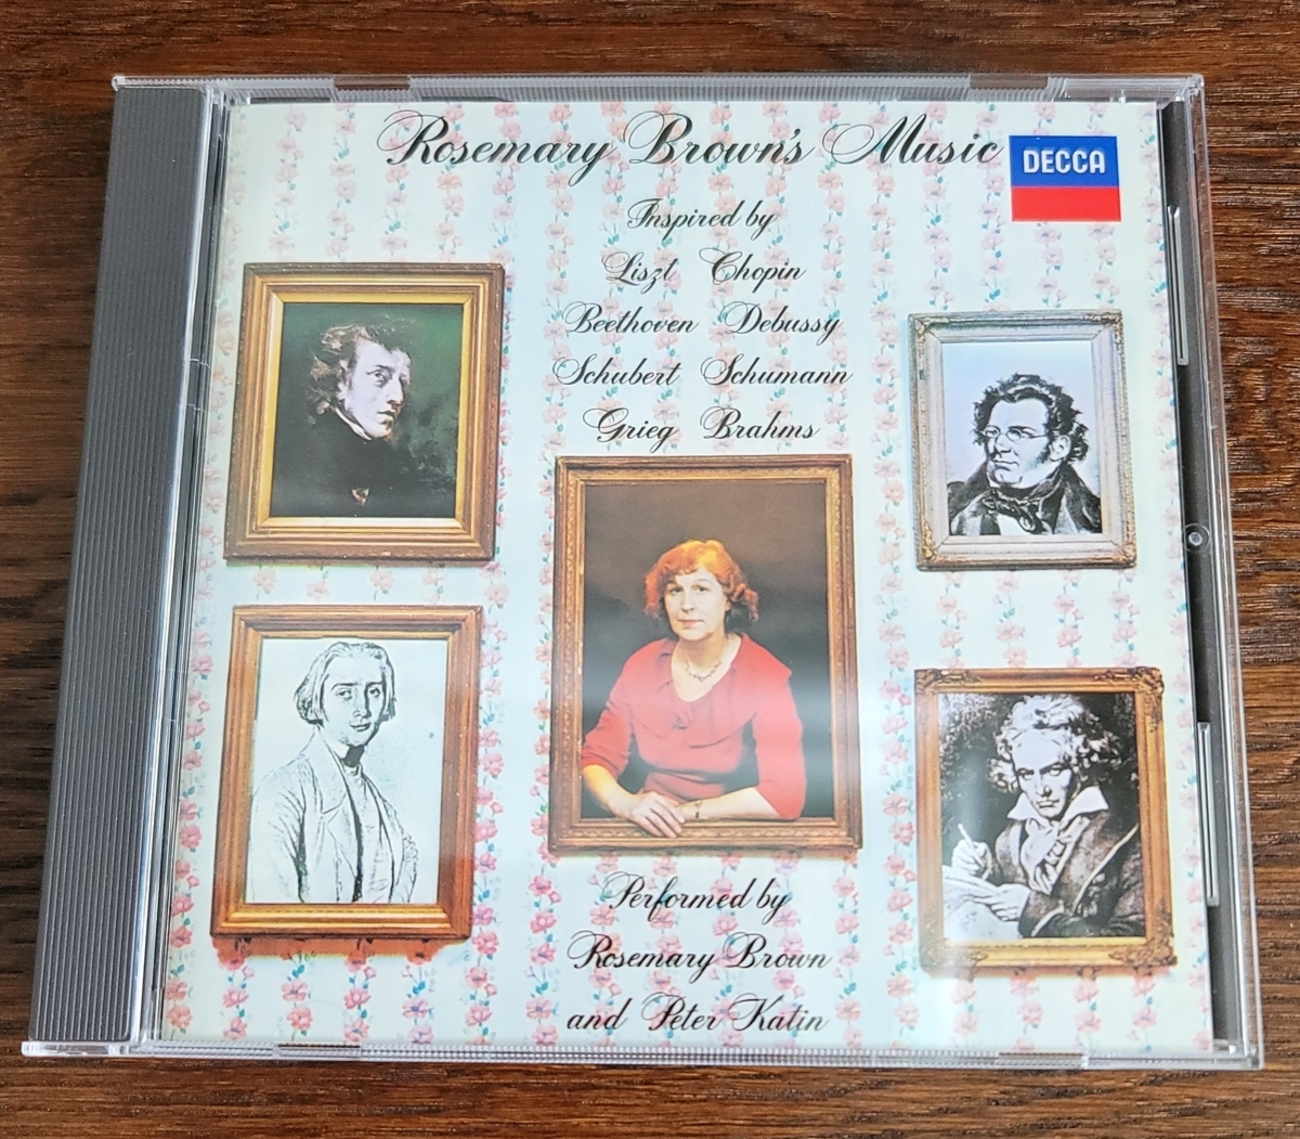 Rosemary Brown's Music
DECCA
Inspired by
Liszt Chopin
Beethoven Debussy
Schubert Schumann
Grieg Brahms
Performed by
Rosemary Brown
and Peter Katin